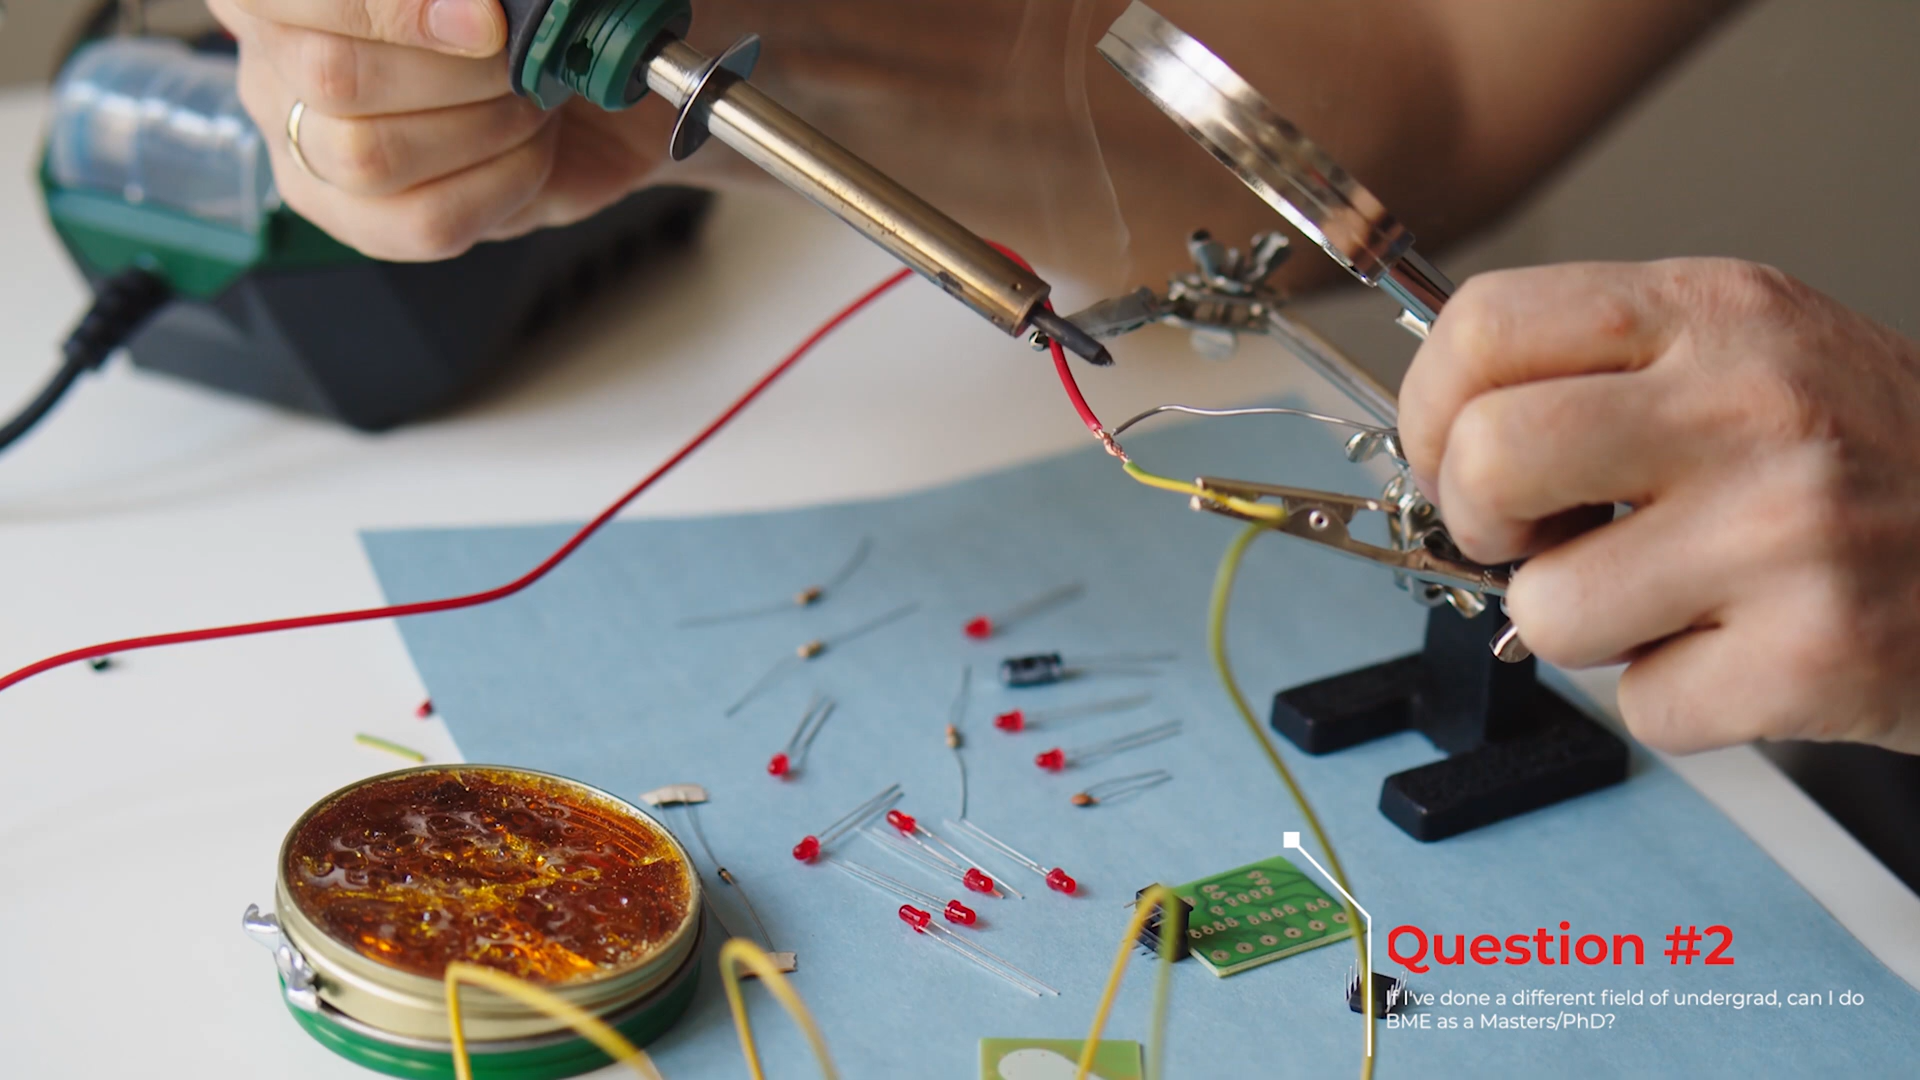 Question #2
If I've done a different field of undergrad, can I do
BME as a Masters/PhD?